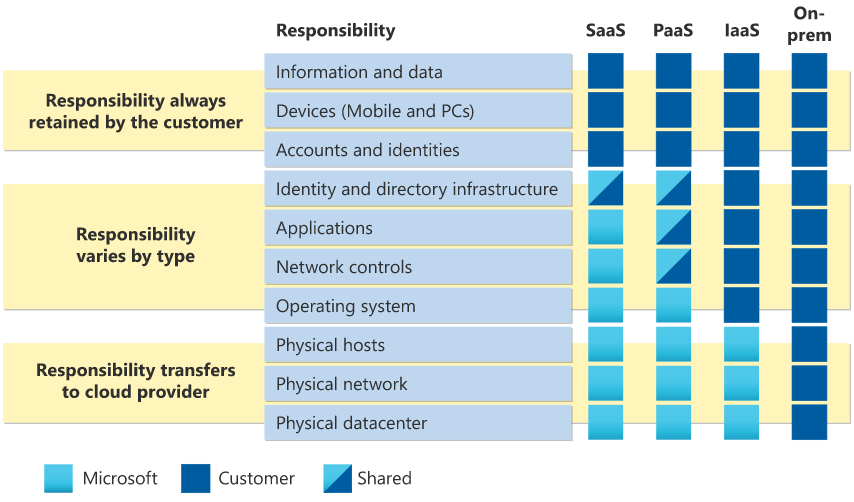 Responsibility
SaaS
PaaS
IaaS
On-
prem
Responsibility always
retained by the customer
Information and data
Devices (Mobile and PCs)
Accounts and identities
Responsibility
varies by type
Identity and directory infrastructure
Applications
Network controls
Operating system
Responsibility transfers
to cloud provider
Physical hosts
Physical network
Physical datacenter
Microsoft
Customer
Shared